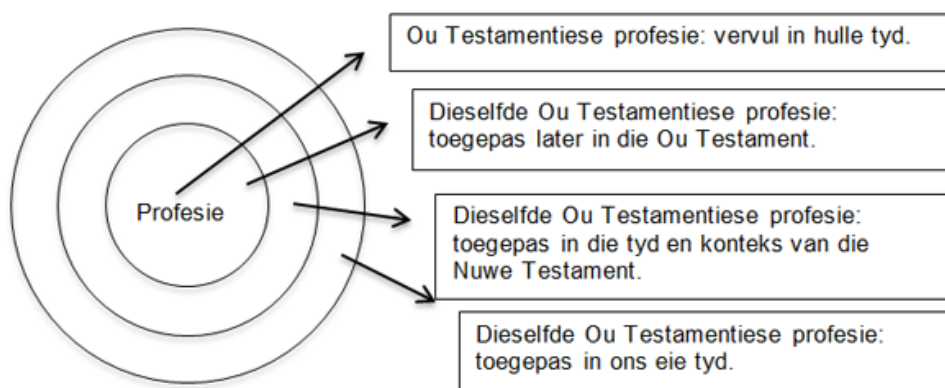 Ou Testamentiese profesie: vervul in hulle tyd.
Dieselfde Ou Testamentiese profesie:
toegepas later in die Ou Testament.
Profesie
Dieselfde Ou Testamentiese profesie:
toegepas in die tyd en konteks van die
Nuwe Testament.
Dieselfde Ou Testamentiese profesie:
toegepas in ons eie tyd.